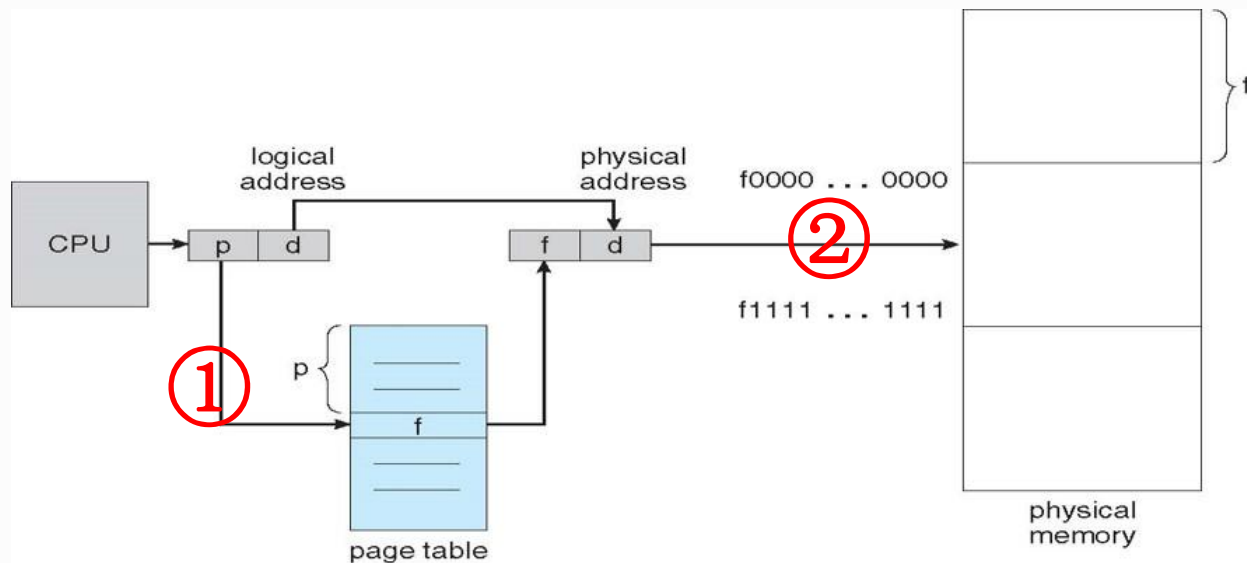 f
logical
address
physical
address
f0000 ... 0000
CPU
p
d
f
d
②
f1111 ... 1111
p
①
f
page table
physical
memory